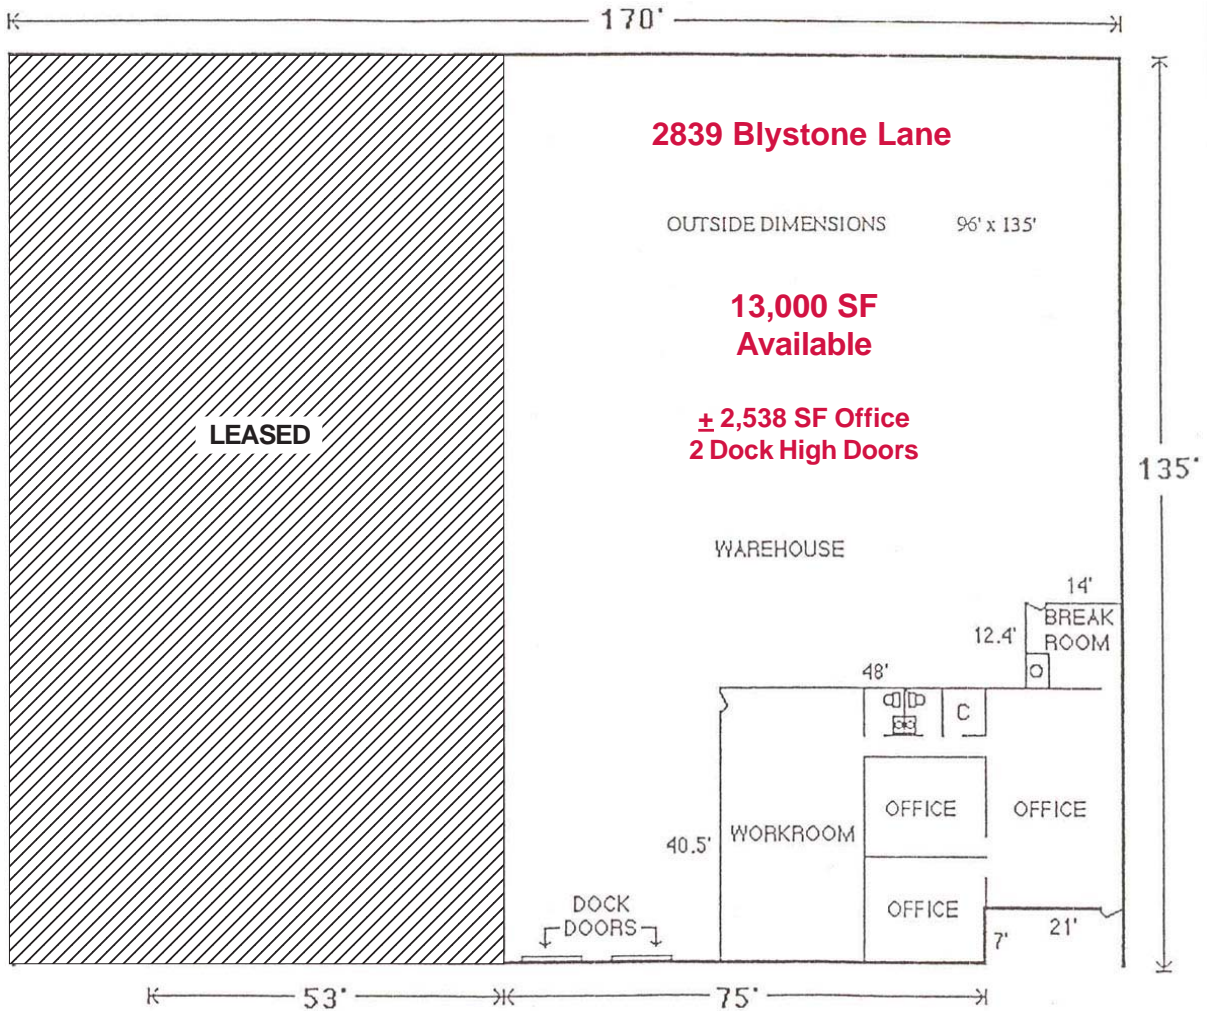 170'
2839 Blystone Lane
OUTSIDE DIMENSIONS 96' x 135'
13,000 SF
Available
± 2,538 SF Office
2 Dock High Doors
LEASED
135'
WAREHOUSE
14'
BREAK
ROOM
12.4'
48'
C
OFFICE
OFFICE
WORKROOM
40.5'
OFFICE
DOCK
DOORS
7'
21'
53'
75'